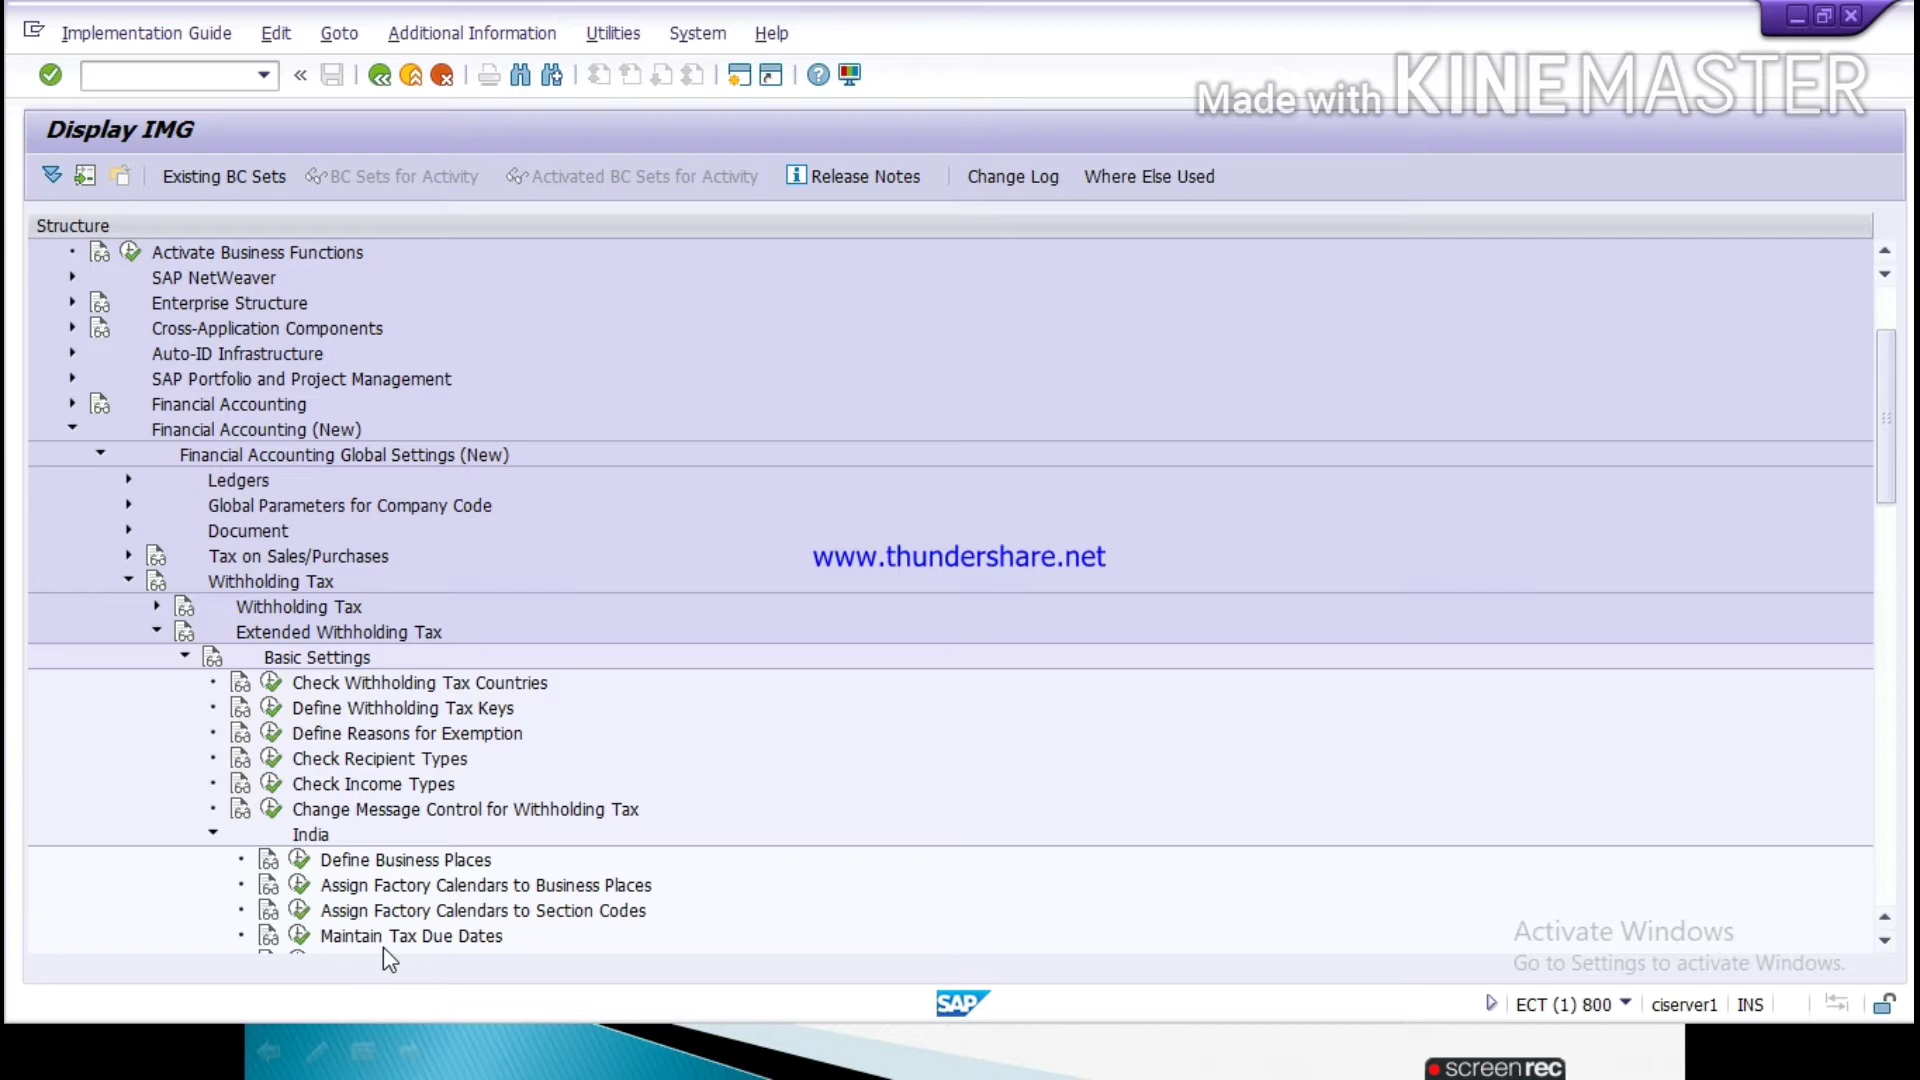 Implementation Guide Edit Goto Additional Information Utilities System Help
Made with KINEMASTER
Display IMG
Existing BC Sets BC Sets for Activity Activated BC Sets for Activity Release Notes Change Log Where Else Used
Structure
Activate Business Functions
SAP NetWeaver
Enterprise Structure
Cross-Application Components
Auto-ID Infrastructure
SAP Portfolio and Project Management
Financial Accounting
Financial Accounting (New)
Financial Accounting Global Settings (New)
Ledgers
Global Parameters for Company Code
Document
Tax on Sales/Purchases
www.thundershare.net
Withholding Tax
Withholding Tax
Extended Withholding Tax
Basic Settings
Check Withholding Tax Countries
Define Withholding Tax Keys
Define Reasons for Exemption
Check Recipient Types
Check Income Types
Change Message Control for Withholding Tax
India
Define Business Places
Assign Factory Calendars to Business Places
Assign Factory Calendars to Section Codes
Maintain Tax Due Dates
Activate Windows
Go to Settings to activate Windows.
SAP ECT (1) 800 ciserver1 INS
screenrec